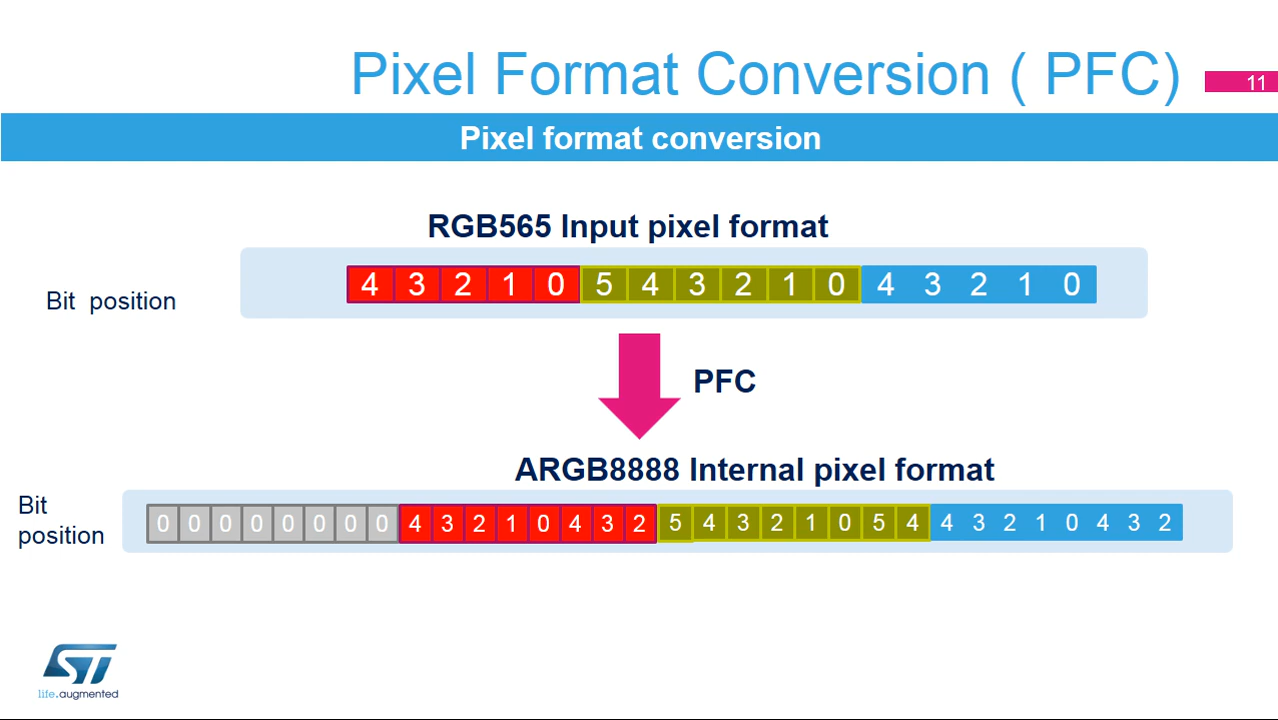 Pixel Format Conversion ( PFC)
11
Pixel format conversion
RGB565 Input pixel format
Bit position
4 3 2 1 0 5 4 3 2 1 0 4 3 2 1 0
PFC
ARGB8888 Internal pixel format
Bit
position
0 0 0 0 0 0 0 0 4 3 2 1 0 4 3 2 5 4 3 2 1 0 5 4 4 3 2 1 0 4 3 2
ST
life.augmented